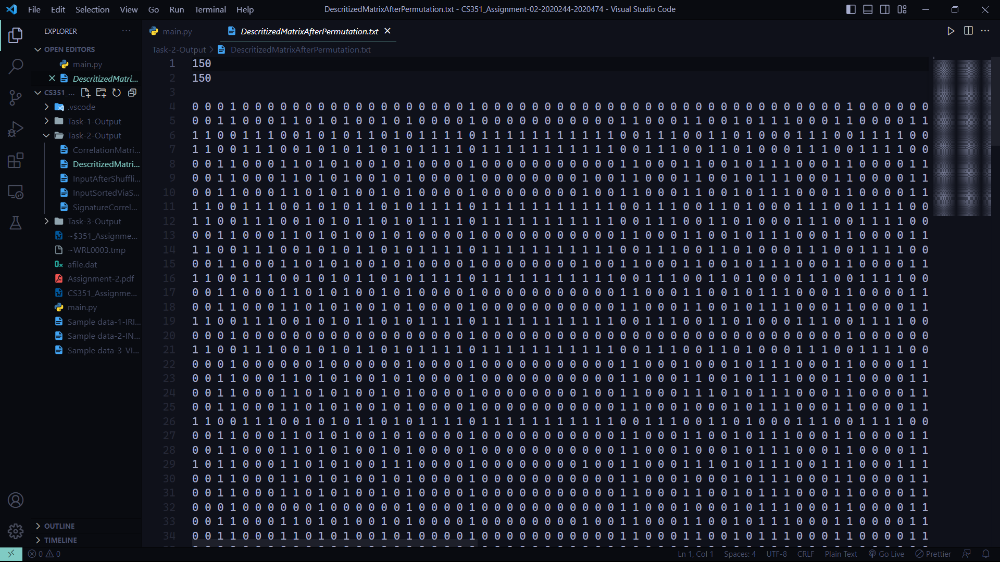 File Edit Selection View Go Run Terminal Help
DescritizedMatrixAfterPermutation.txt - CS351_Assignment-02-2020244-2020474 - Visual Studio Code
EXPLORER
OPEN EDITORS
main.py
DescritizedMatri...
CS351_...
.vscode
Task-1-Output
Task-2-Output
CorrelationMatri...
DescritizedMatri...
InputAfterShuffli...
InputSortedViaS...
SignatureCorrel...
Task-3-Output
~$351_Assignme...
~WRL0003.tmp
afile.dat
Assignment-2.pdf
CS351_Assignme...
main.py
Sample data-1-IRI...
Sample data-2-IN...
Sample data-3-VI...
OUTLINE
TIMELINE
main.py
DescritizedMatrixAfterPermutation.txt
Task-2-Output > DescritizedMatrixAfterPermutation.txt
1 150
2 150
3
4 0 0 0 1 0 0 0 0 0 0 0 0 0 0 0 0 0 0 0 0 0 0 1 0 0 0 0 0 0 0 0 0 0 0 0 0 0 0 0 0 0 0 0 0 0 0 0 0 0 0 0 0 1 0 0 0 0 0 0
5 0 0 1 1 0 0 0 1 1 0 1 0 1 0 0 1 0 1 0 0 0 0 1 0 0 0 0 0 0 0 0 0 0 0 1 1 0 0 0 1 1 0 0 1 0 1 1 1 0 0 0 1 1 0 0 0 0 1 1
6 1 1 0 0 1 1 1 0 0 1 0 1 0 1 1 0 1 0 1 1 1 1 0 1 1 1 1 1 1 1 1 1 1 1 0 0 1 1 1 0 0 1 1 0 1 0 0 0 1 1 1 0 0 1 1 1 1 0 0
7 1 1 0 0 1 1 1 0 0 1 0 1 0 1 1 0 1 0 1 1 1 1 0 1 1 1 1 1 1 1 1 1 1 1 0 0 1 1 1 0 0 1 1 0 1 0 0 0 1 1 1 0 0 1 1 1 1 0 0
8 0 0 1 1 0 0 0 1 1 0 1 0 1 0 0 1 0 1 0 0 0 0 1 0 0 0 0 0 0 0 0 0 0 0 1 1 0 0 0 1 1 0 0 1 0 1 1 1 0 0 0 1 1 0 0 0 0 1 1
9 0 0 1 1 0 0 0 1 1 0 1 0 1 0 0 1 0 1 0 0 0 0 1 0 0 0 0 0 0 0 0 1 0 0 1 1 0 0 0 1 1 0 0 1 0 1 1 1 0 0 0 1 1 0 0 0 0 1 1
10 0 0 1 1 0 0 0 1 1 0 1 0 1 0 0 1 0 1 0 0 0 0 1 0 0 0 0 0 0 0 0 1 0 0 1 1 0 0 0 1 1 0 0 1 0 1 1 1 0 0 0 1 1 0 0 0 0 1 1
11 1 1 0 0 1 1 1 0 0 1 0 1 0 1 1 0 1 0 1 1 1 1 0 1 1 1 1 1 1 1 1 1 1 1 0 0 1 1 1 0 0 1 1 0 1 0 0 0 1 1 1 0 0 1 1 1 1 0 0
12 1 1 0 0 1 1 1 0 0 1 0 1 0 1 1 0 1 0 1 1 1 1 0 1 1 1 1 1 1 1 1 1 1 1 0 0 1 1 1 0 0 1 1 0 1 0 0 0 1 1 1 0 0 1 1 1 1 0 0
13 0 0 1 1 0 0 0 1 1 0 1 0 1 0 0 1 0 1 0 0 0 0 1 0 0 0 0 0 0 0 0 0 0 0 1 1 0 0 0 1 1 0 0 1 0 1 1 1 0 0 0 1 1 0 0 0 0 1 1
14 1 1 0 0 1 1 1 0 0 1 0 1 0 1 1 0 1 0 1 1 1 1 0 1 1 1 1 1 1 1 1 1 1 1 0 0 1 1 1 0 0 1 1 0 1 0 0 0 1 1 1 0 0 1 1 1 1 0 0
15 0 0 1 1 0 0 0 1 1 0 1 0 1 0 0 1 0 1 0 0 0 0 1 0 0 0 0 0 0 0 0 1 0 0 1 1 0 0 0 1 1 0 0 1 0 1 1 1 0 0 0 1 1 0 0 0 0 1 1
16 1 1 0 0 1 1 1 0 0 1 0 1 0 1 1 0 1 0 1 1 1 1 0 1 1 1 1 1 1 1 1 1 1 1 0 0 1 1 1 0 0 1 1 0 1 0 0 0 1 1 1 0 0 1 1 1 1 0 0
17 0 0 1 1 0 0 0 1 1 0 1 0 1 0 0 1 0 1 0 0 0 0 1 0 0 0 0 0 0 0 0 0 0 0 1 1 0 0 0 1 1 0 0 1 0 1 1 1 0 0 0 1 1 0 0 0 0 1 1
18 0 0 1 1 0 0 0 1 1 0 1 0 1 0 0 1 0 1 0 0 0 0 1 0 0 0 0 0 0 0 0 0 0 0 1 1 0 0 0 1 1 0 0 1 0 1 1 1 0 0 0 1 1 0 0 0 0 1 1
19 1 1 0 0 1 1 1 0 0 1 0 1 0 1 1 0 1 0 1 1 1 1 0 1 1 1 1 1 1 1 1 1 1 1 0 0 1 1 1 0 0 1 1 0 1 0 0 0 1 1 1 0 0 1 1 1 1 0 0
20 0 0 0 1 0 0 0 0 0 0 0 0 0 0 0 0 0 0 0 0 0 0 1 0 0 0 0 0 0 0 0 0 0 0 0 0 0 0 0 0 0 0 0 0 0 0 0 0 0 0 0 0 1 0 0 0 0 0 0
21 1 1 0 0 1 1 1 0 0 1 0 1 0 1 1 0 1 0 1 1 1 1 0 1 1 1 1 1 1 1 1 1 1 1 0 0 1 1 1 0 0 1 1 0 1 0 0 0 1 1 1 0 0 1 1 1 1 0 0
22 0 0 0 1 0 0 0 0 0 0 1 0 0 0 0 0 0 1 0 0 0 0 1 0 0 0 0 0 0 0 0 0 0 0 1 1 0 0 0 1 0 0 0 1 0 1 1 1 0 0 0 1 1 0 0 0 0 1 1
23 0 0 1 1 0 0 0 1 1 0 1 0 1 0 0 1 0 1 0 0 0 0 1 0 0 0 0 0 0 0 0 0 0 0 1 1 0 0 0 1 1 0 0 1 0 1 1 1 0 0 0 1 1 0 0 0 0 1 1
24 0 0 1 1 0 0 0 1 1 0 1 0 1 0 0 1 0 1 0 0 0 0 1 0 0 0 0 0 0 0 0 1 0 0 1 1 0 0 0 1 1 1 0 1 0 1 1 1 0 0 0 1 1 0 0 0 0 1 1
25 0 0 1 1 0 0 0 1 1 0 1 0 1 0 0 1 0 1 0 0 0 0 1 0 0 0 0 0 0 0 0 0 0 0 1 1 0 0 0 1 0 0 0 1 0 1 1 1 0 0 0 1 1 0 0 0 0 1 1
26 1 1 0 0 1 1 1 0 0 1 0 1 0 1 1 0 1 0 1 1 1 1 0 1 1 1 1 1 1 1 1 1 1 1 0 0 1 1 1 0 0 1 1 0 1 0 0 0 1 1 1 0 0 1 1 1 1 0 0
27 0 0 1 1 0 0 0 1 1 0 1 0 1 0 0 1 0 1 0 0 0 0 1 0 0 0 0 0 0 0 0 0 0 0 1 1 0 0 0 1 1 0 0 1 0 1 1 1 0 0 0 1 1 0 0 0 0 1 1
28 0 0 1 1 0 0 0 1 1 0 1 0 1 0 0 1 0 1 0 0 0 0 1 0 0 0 0 0 0 0 0 0 0 0 1 1 0 0 0 1 0 0 0 1 0 1 1 1 0 0 0 1 1 0 0 0 0 1 1
29 1 0 1 1 0 0 0 1 1 0 1 0 1 0 0 1 1 1 0 0 0 0 1 0 0 0 0 0 0 0 0 1 0 0 1 1 0 0 0 1 1 1 0 1 0 1 1 1 0 0 1 1 1 0 0 0 1 1 1
30 0 0 1 1 0 0 0 1 1 0 1 0 1 0 0 1 0 1 0 0 0 0 1 0 0 0 0 0 0 0 0 0 0 0 1 1 0 0 0 1 0 0 0 1 0 1 1 1 0 0 0 1 1 0 0 0 0 1 1
31 0 0 1 1 0 0 0 1 1 0 1 0 1 0 0 1 0 1 0 0 0 0 1 0 0 0 0 0 0 0 0 0 0 0 1 1 0 0 0 1 1 0 0 1 0 1 1 1 0 0 0 1 1 0 0 0 0 1 1
32 0 0 0 1 0 0 0 0 0 0 1 0 0 0 0 0 0 1 0 0 0 0 1 0 0 0 0 0 0 0 0 0 0 0 1 1 0 0 0 1 0 0 0 1 0 1 1 1 0 0 0 1 1 0 0 0 0 1 1
33 0 0 1 1 0 0 0 1 1 0 1 0 1 0 0 1 0 1 0 0 0 0 1 0 0 0 0 0 0 0 0 1 0 0 1 1 0 0 0 1 1 0 0 1 0 1 1 1 0 0 0 1 1 0 0 0 0 1 1
34 0 0 1 1 0 0 0 1 1 0 1 0 1 0 0 1 0 1 0 0 0 0 1 0 0 0 0 0 0 0 0 0 0 0 1 1 0 0 0 1 1 0 0 1 0 1 1 1 0 0 0 1 1 0 0 0 0 1 1
0 0 Ln 1, Col 1 Spaces: 4 UTF-8 CRLF Plain Text Go Live Prettier